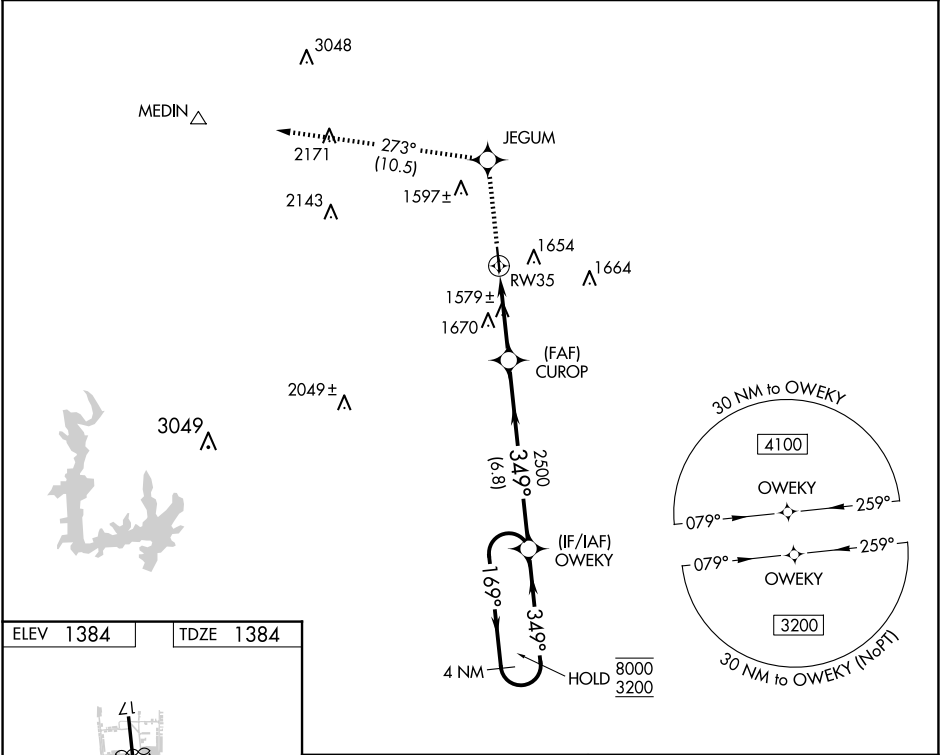 3048
MEDIN
2171
273°
(10.5)
JEGUM
1597±
2143
1654
1664
RW35
1579±
1670
(FAF)
CUROP
2049±
3049
2500
349°
(6.8)
(IF/IAF)
OWEKY
169°
349°
4 NM
HOLD
8000
3200
30 NM to OWEKY
4100
OWEKY
079°
259°
079°
259°
OWEKY
3200
30 NM to OWEKY (NoPT)
ELEV 1384
TDZE 1384
17